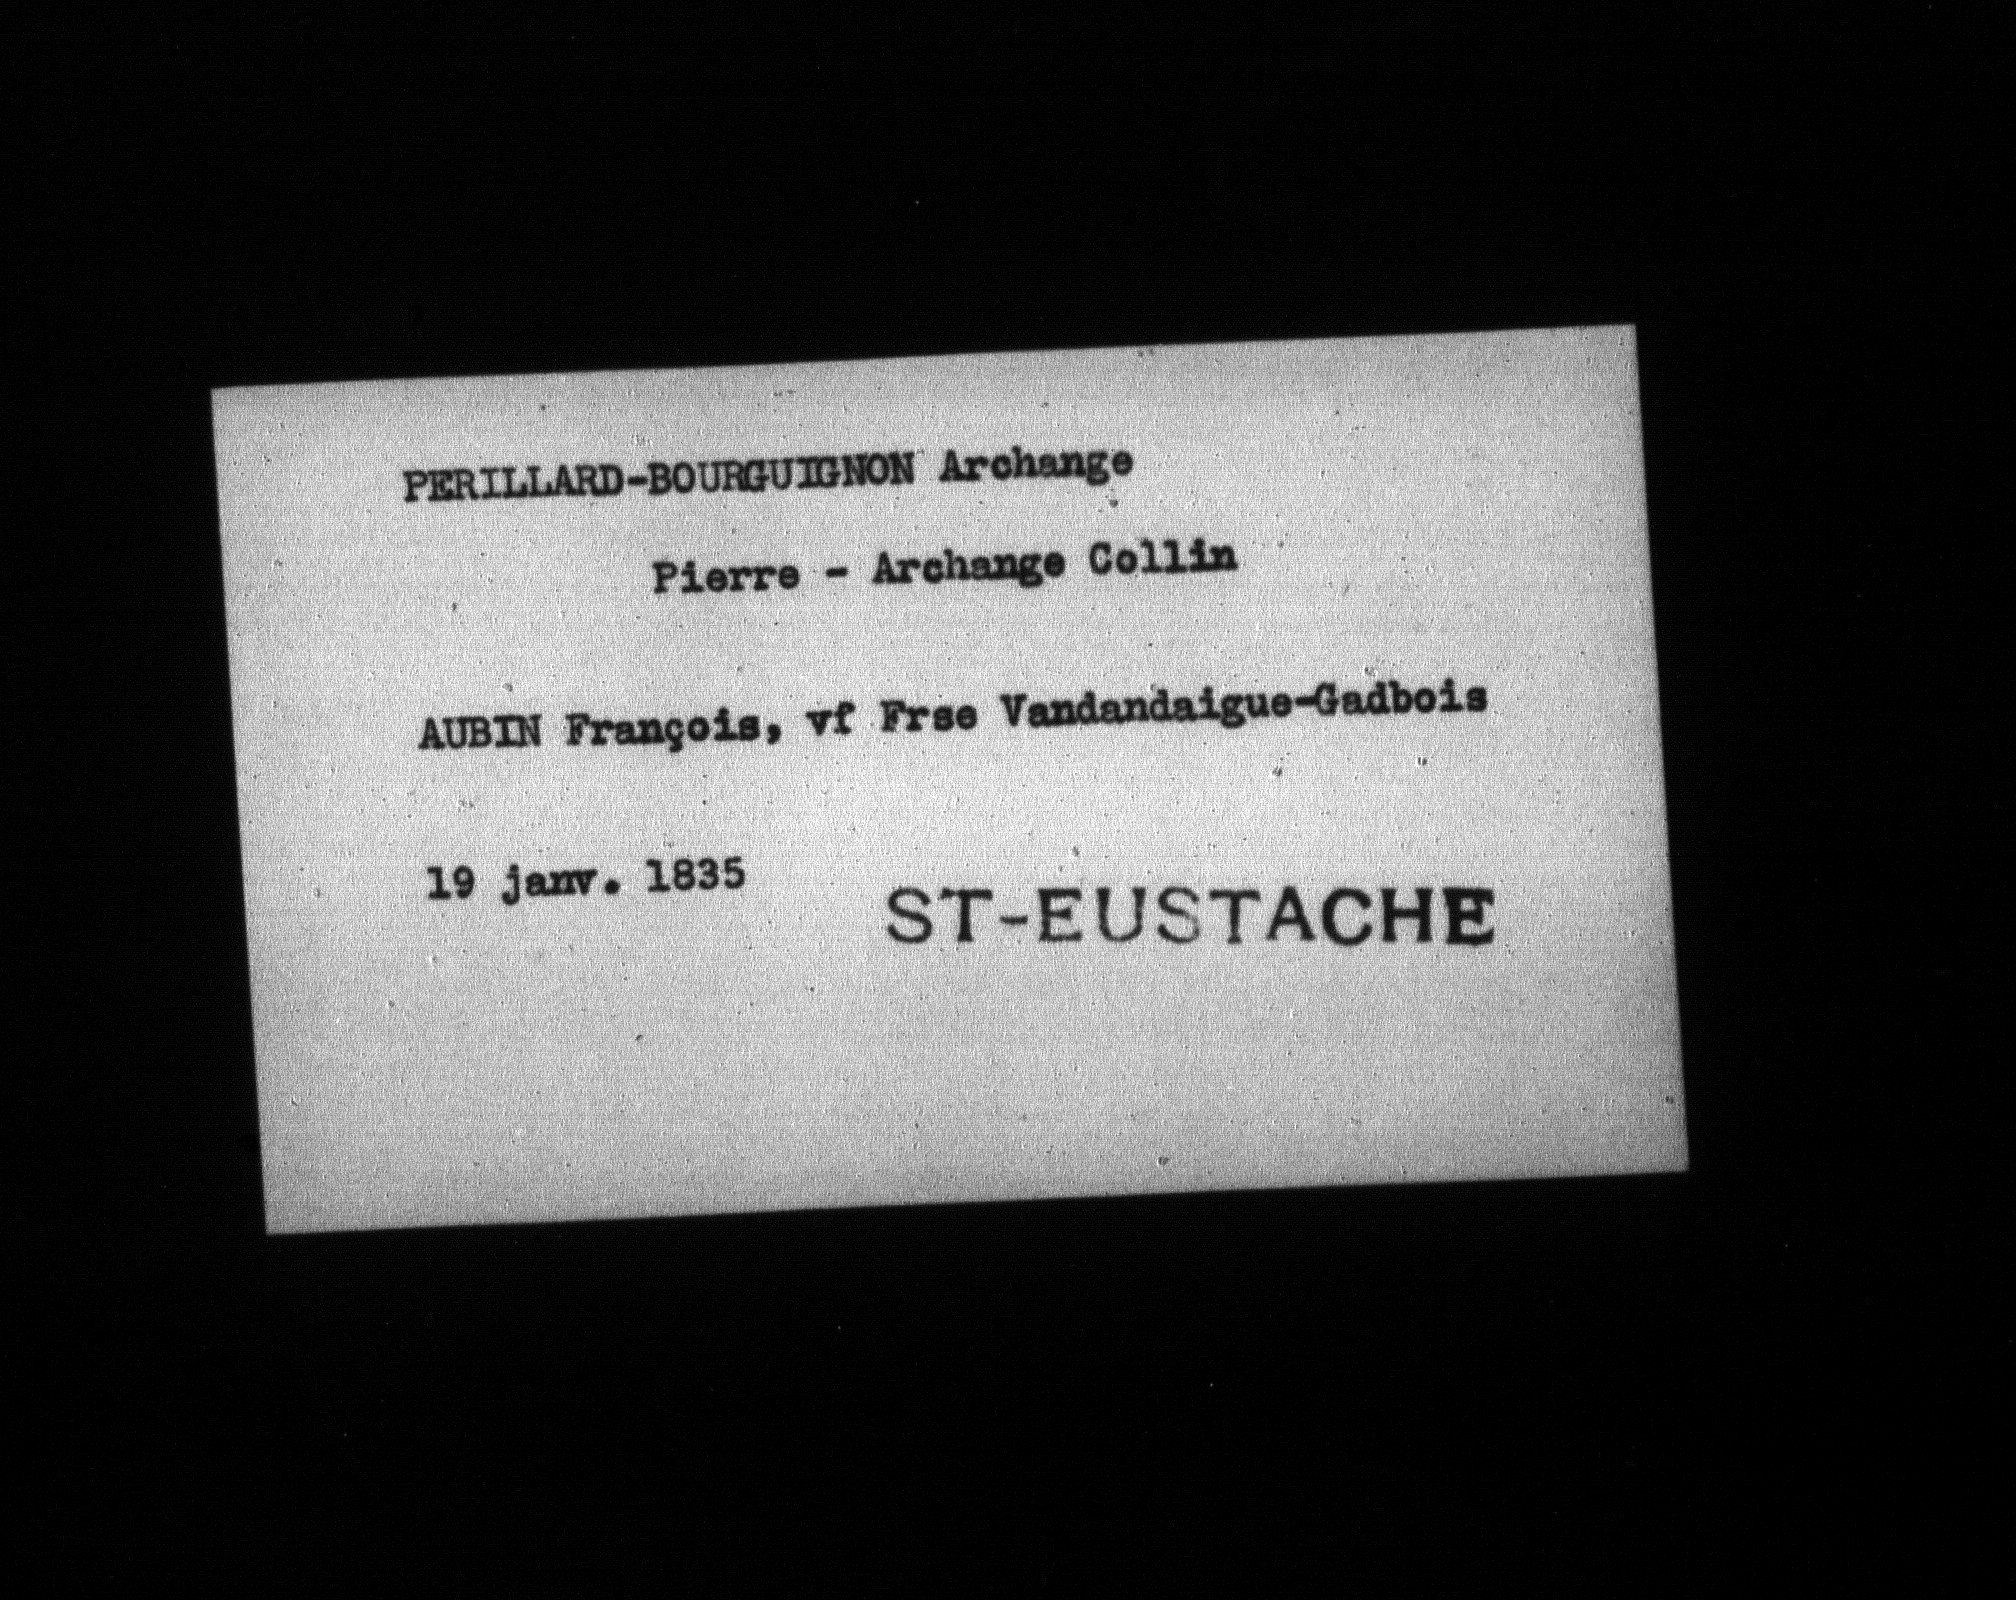 PERILLARD-BOURGUIGNON Archange
Pierre - Archange Collin
AUBIN François, vf Frse Vandandaigue-Gadbois
19 janv. 1835
ST-EUSTACHE